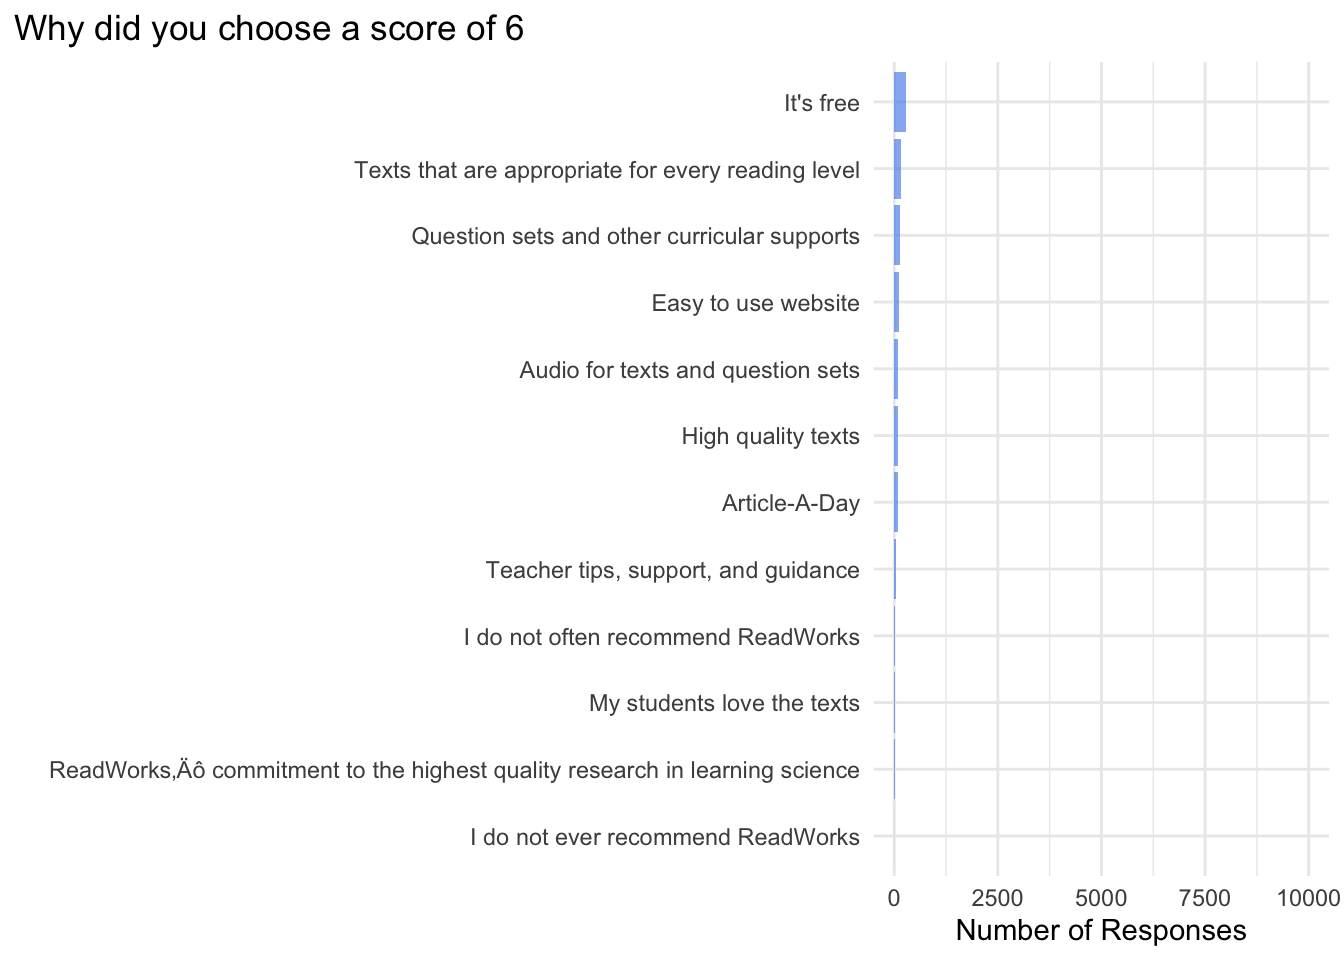 Why did you choose a score of 6
It's free
Texts that are appropriate for every reading level
Question sets and other curricular supports
Easy to use website
Audio for texts and question sets
High quality texts
Article-A-Day
Teacher tips, support, and guidance
I do not often recommend ReadWorks
My students love the texts
ReadWorks‚Äô commitment to the highest quality research in learning science
I do not ever recommend ReadWorks
0 2500 5000 7500 10000
Number of Responses